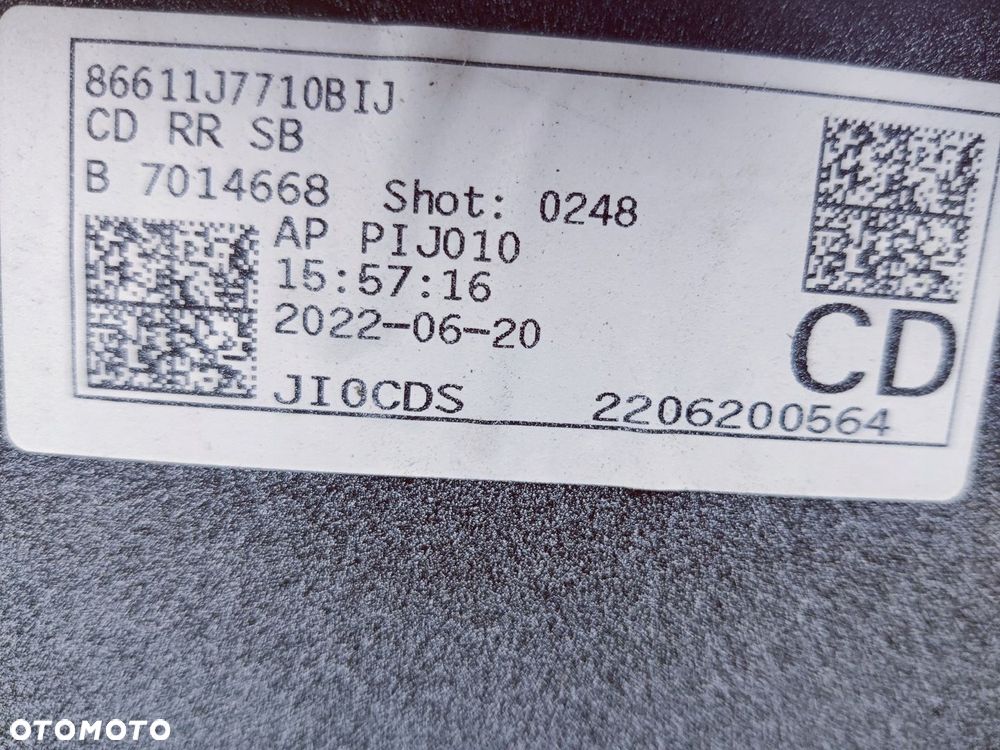 86611J7710BIJ
CD RR SB
B 7014668 Shot: 0248
AP PIJ010
15:57:16
2022-06-20
CD
JI0CDS 2206200564
OTOMOTO